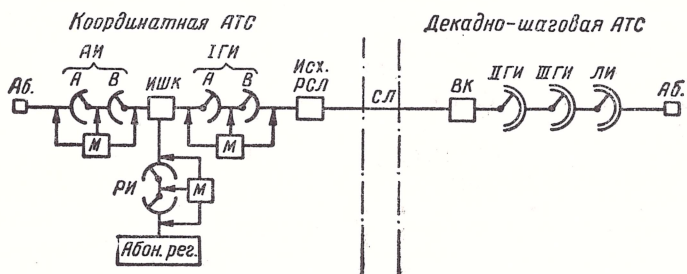 Координатная АТС
Декадно-шаговая АТС
АИ
IГИ
Аб.
А
В
ИШК
А
В
Исх.
РСЛ
СЛ
ВК
IIГИ
IIIГИ
ЛИ
Аб.
М
М
РИ
М
Абон. рег.